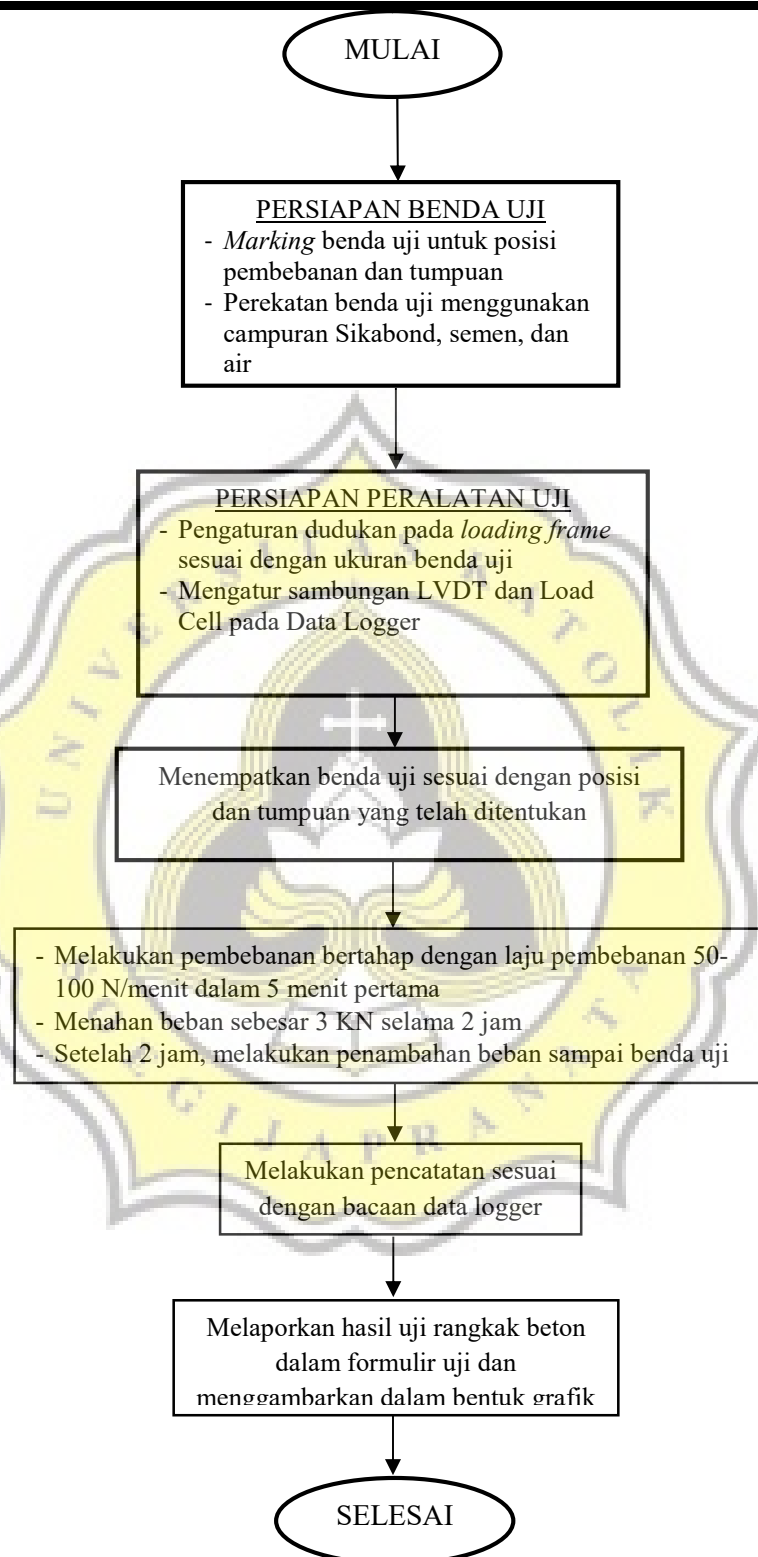 MULAI
PERSIAPAN BENDA UJI
- Marking benda uji untuk posisi
pembebanan dan tumpuan
- Perekatan benda uji menggunakan
campuran Sikabond, semen, dan
air
PERSIAPAN PERALATAN UJI
- Pengaturan dudukan pada loading frame
sesuai dengan ukuran benda uji
- Mengatur sambungan LVDT dan Load
Cell pada Data Logger
Menempatkan benda uji sesuai dengan posisi
dan tumpuan yang telah ditentukan
- Melakukan pembebanan bertahap dengan laju pembebanan 50-
100 N/menit dalam 5 menit pertama
- Menahan beban sebesar 3 KN selama 2 jam
- Setelah 2 jam, melakukan penambahan beban sampai benda uji
Melakukan pencatatan sesuai
dengan bacaan data logger
Melaporkan hasil uji rangkak beton
dalam formulir uji dan
menggambarkan dalam bentuk grafik
SELESAI
UNIVERSITAS KATOLIK
SOEGIJAPRANATA